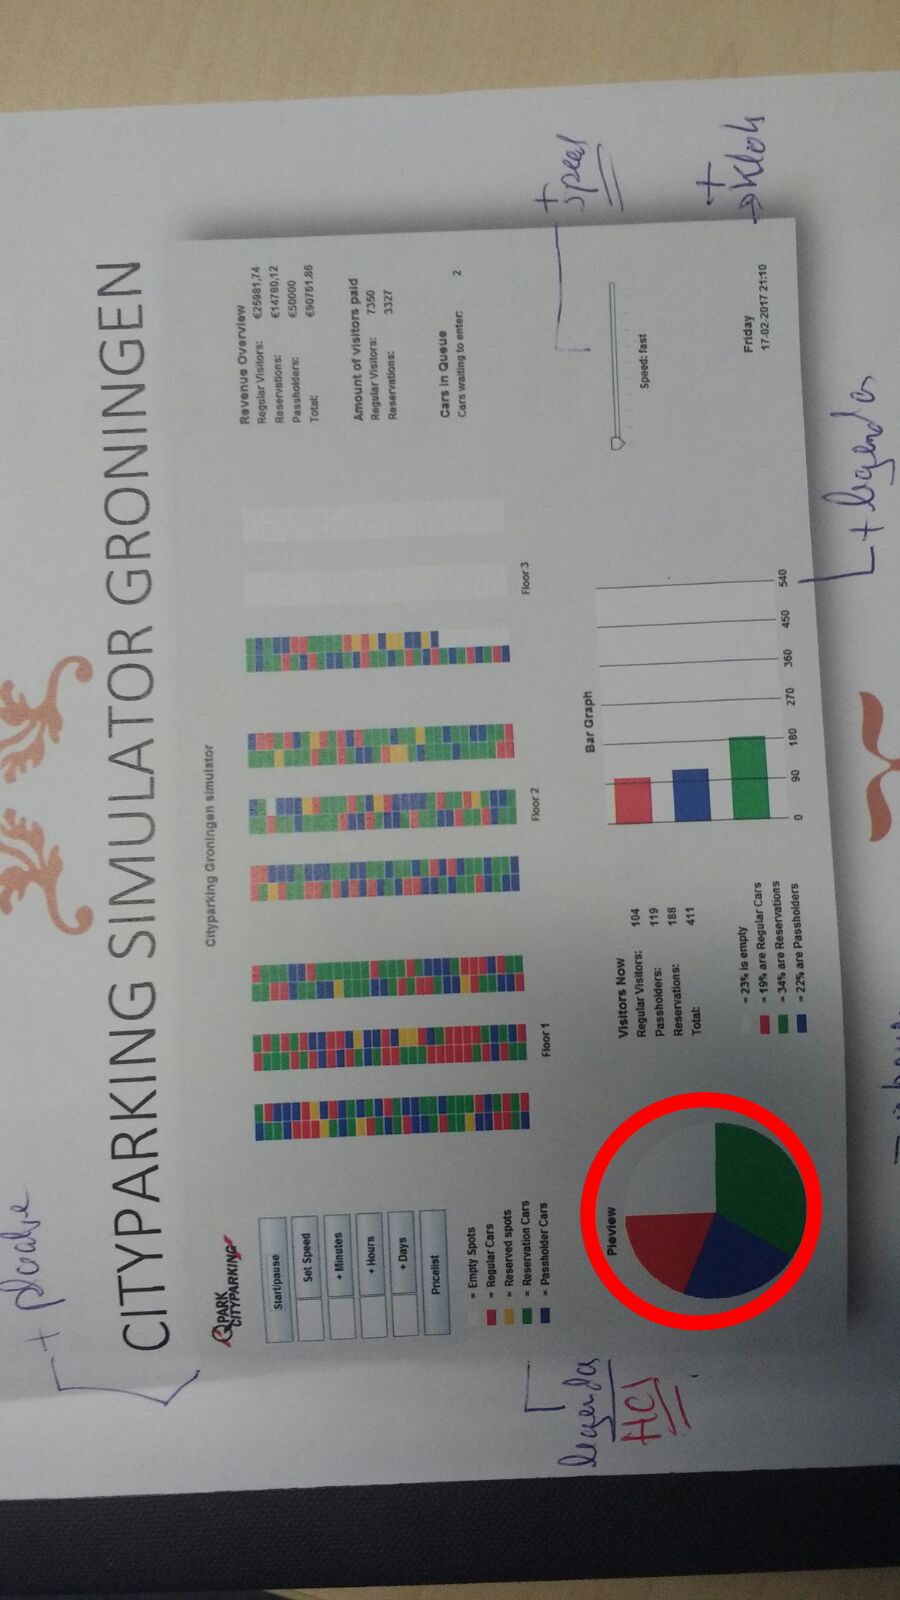 CITYPARKING SIMULATOR GRONINGEN
Cityparking Groningen simulator
QPARK
CITYPARKING
Start/pause
Set Speed
+ Minutes
+ Hours
+ Days
Pricelist
= Empty Spots
= Regular Cars
= Reserved spots
= Reservation Cars
= Passholder Cars
Floor 1
Floor 2
Floor 3
Revenue Overview
Regular Visitors: €25981,74
Reservations: €14780,12
Passholders: €50000
Total: €90761.86
Amount of visitors paid
Regular Visitors: 7350
Reservations: 3327
Cars in Queue
Cars waiting to enter: 2
legenda
HCI
Pieview
Visitors Now
Regular Visitors: 104
Passholders: 119
Reservations: 188
Total: 411
= 23% is empty
= 19% are Regular Cars
= 34% are Reservations
= 22% are Passholders
Bar Graph
0 90 180 270 360 450 540
Speed: fast
+
speed
Friday
17-02-2017 21:10
+
klok
+ legenda